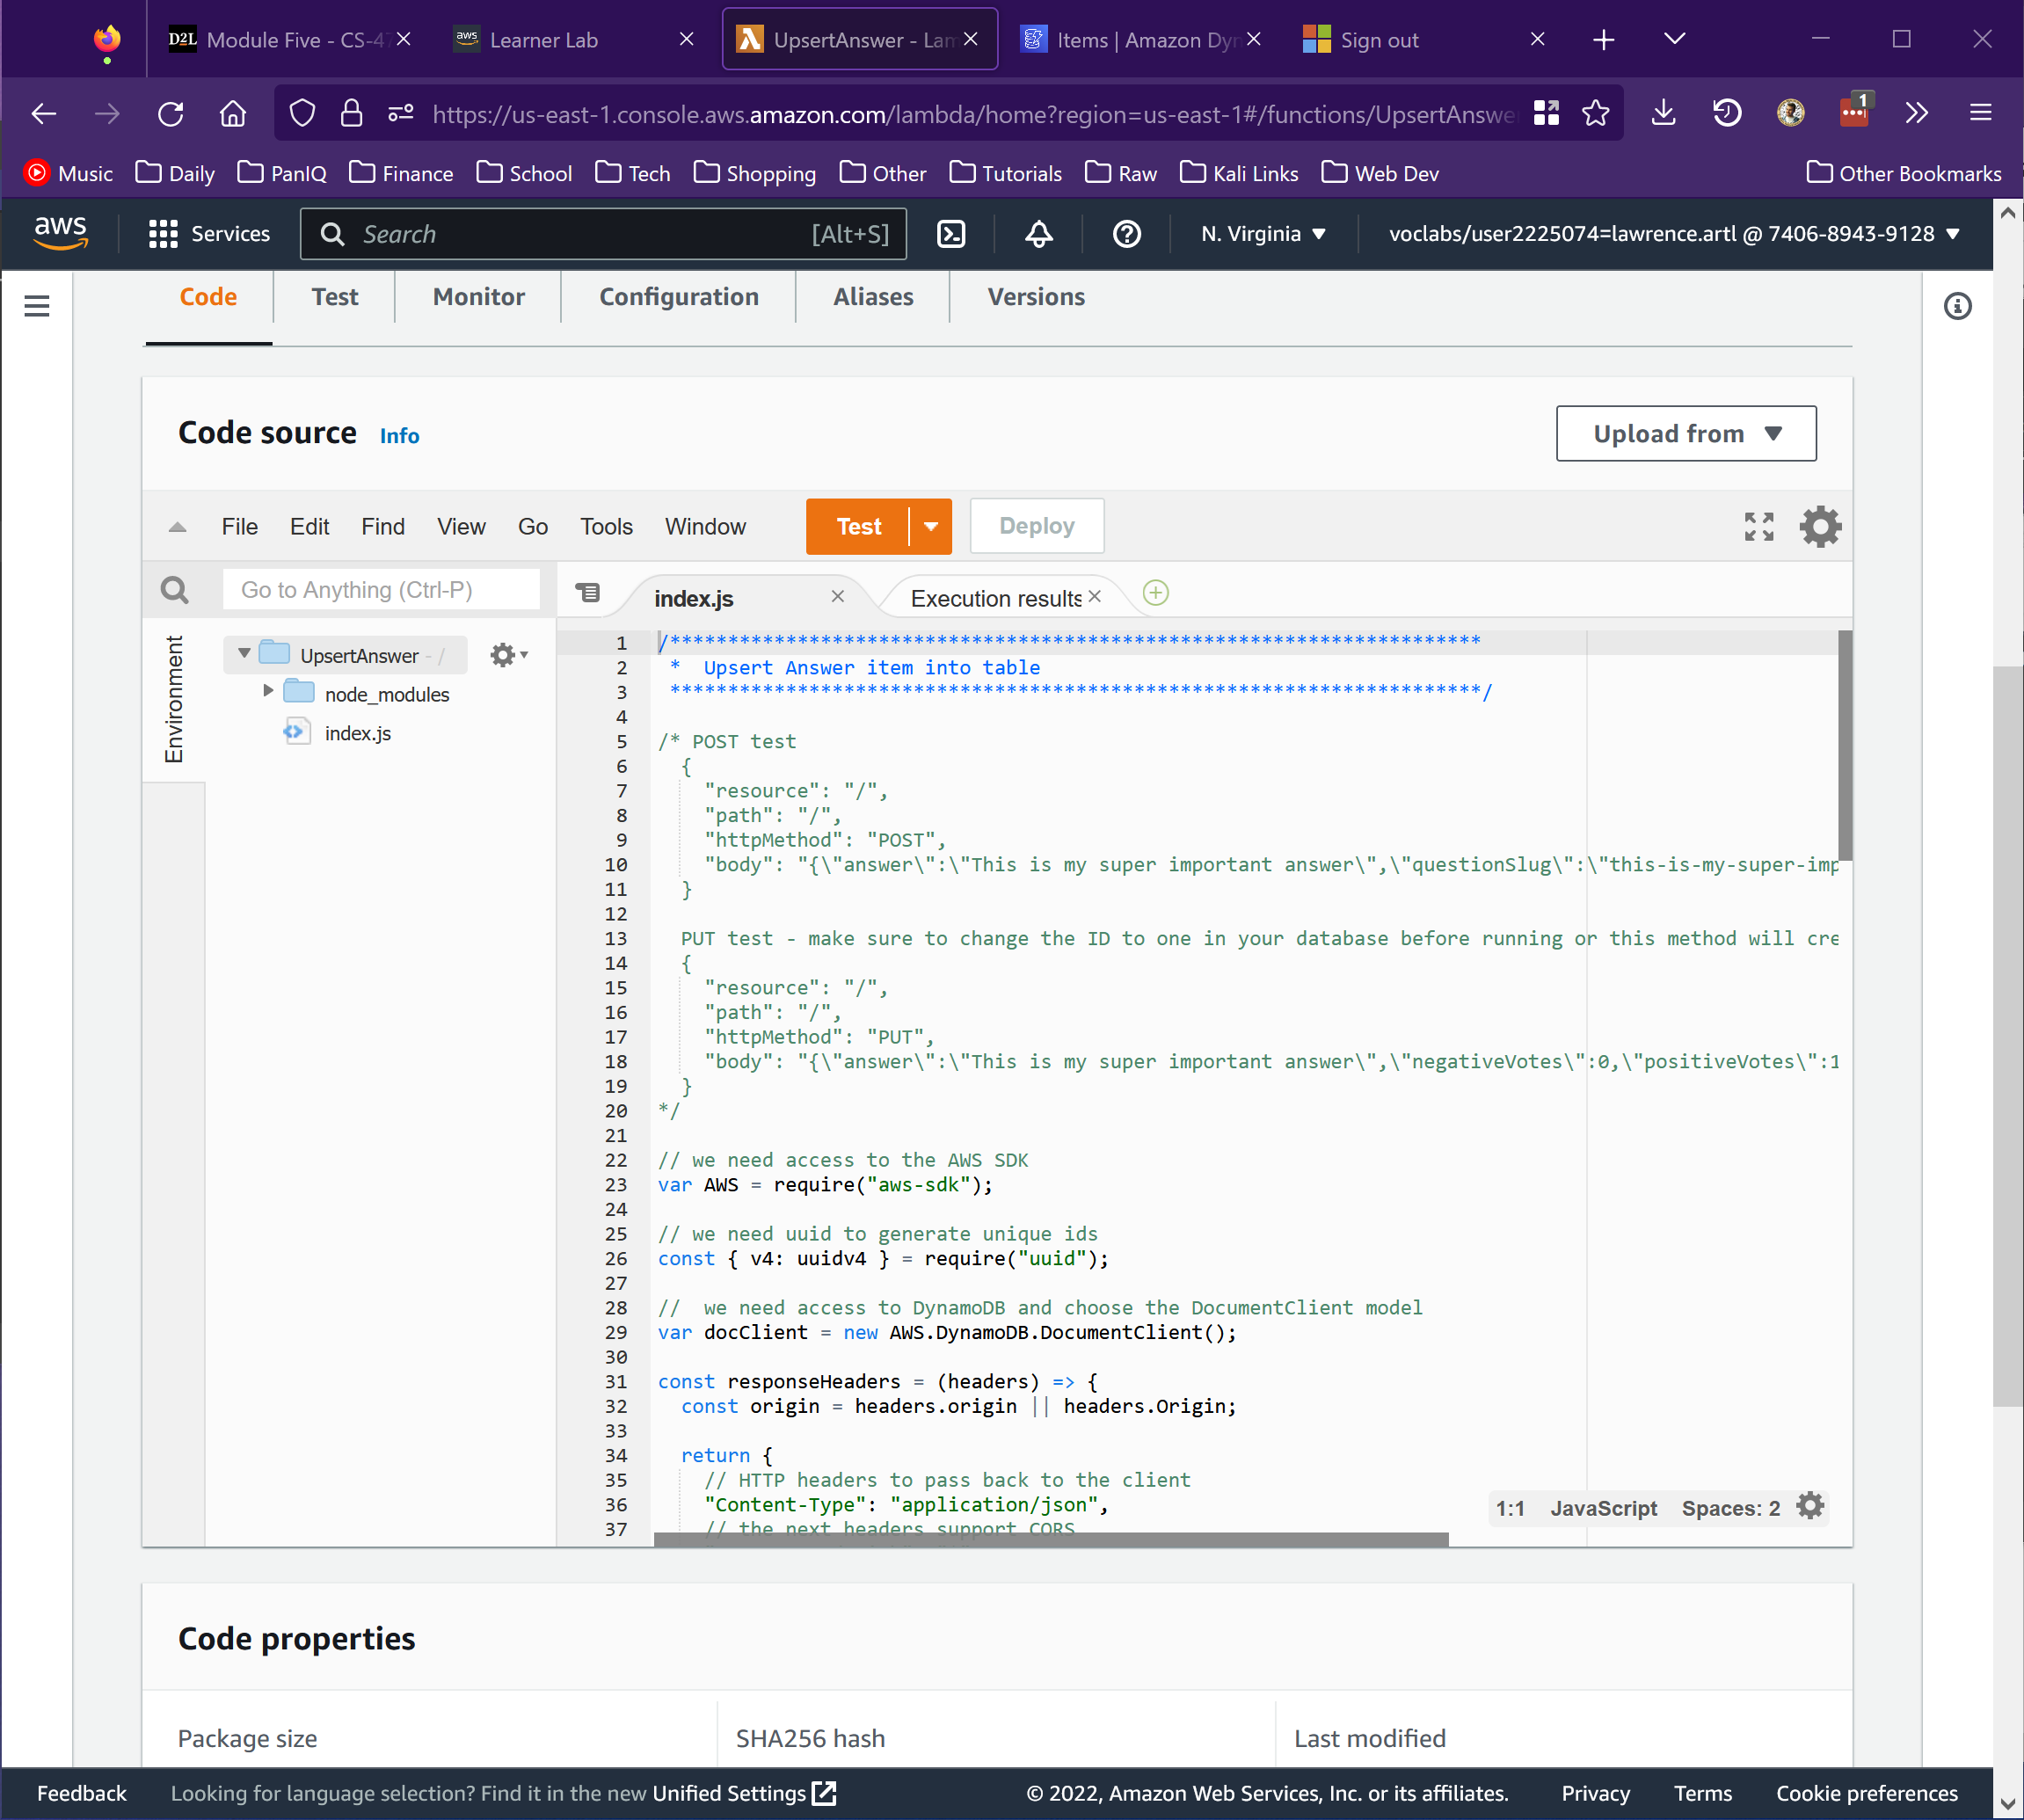 D2L Module Five - CS-47
aws Learner Lab
UpsertAnswer - Lam
Items | Amazon Dyn
Sign out
https://us-east-1.console.aws.amazon.com/lambda/home?region=us-east-1#/functions/UpsertAnswe
1
Music Daily PanIQ Finance School Tech Shopping Other Tutorials Raw Kali Links Web Dev Other Bookmarks
aws Services Search [Alt+S] N. Virginia voclabs/user2225074=lawrence.artl @ 7406-8943-9128
Code Test Monitor Configuration Aliases Versions
Code source Info Upload from
File Edit Find View Go Tools Window Test Deploy
Go to Anything (Ctrl-P) index.js Execution results
Environment
UpsertAnswer - /
node_modules
index.js
1 /**********************************************************************
2  *  Upsert Answer item into table
3  **********************************************************************/
4
5 /* POST test
6   {
7     "resource": "/",
8     "path": "/",
9     "httpMethod": "POST",
10     "body": "{\"answer\":\"This is my super important answer\",\"questionSlug\":\"this-is-my-super-imp
11   }
12
13   PUT test - make sure to change the ID to one in your database before running or this method will cre
14   {
15     "resource": "/",
16     "path": "/",
17     "httpMethod": "PUT",
18     "body": "{\"answer\":\"This is my super important answer\",\"negativeVotes\":0,\"positiveVotes\":1
19   }
20 */
21
22 // we need access to the AWS SDK
23 var AWS = require("aws-sdk");
24
25 // we need uuid to generate unique ids
26 const { v4: uuidv4 } = require("uuid");
27
28 //  we need access to DynamoDB and choose the DocumentClient model
29 var docClient = new AWS.DynamoDB.DocumentClient();
30
31 const responseHeaders = (headers) => {
32   const origin = headers.origin || headers.Origin;
33
34   return {
35     // HTTP headers to pass back to the client
36     "Content-Type": "application/json",
37     // the next headers support CORS
1:1 JavaScript Spaces: 2
Code properties
Package size SHA256 hash Last modified
Feedback Looking for language selection? Find it in the new Unified Settings © 2022, Amazon Web Services, Inc. or its affiliates. Privacy Terms Cookie preferences